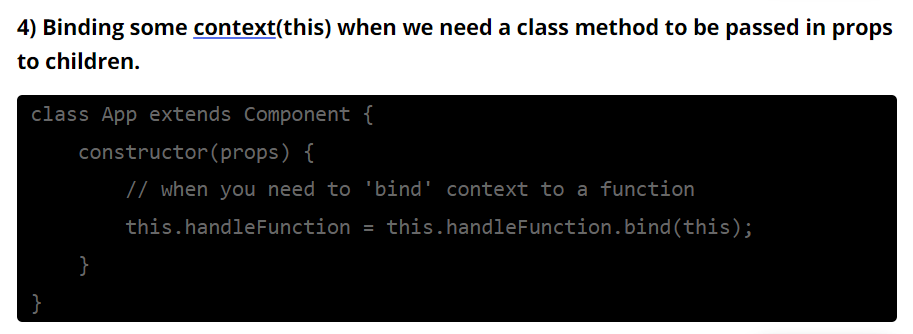 4) Binding some context(this) when we need a class method to be passed in props
to children.
class App extends Component {
    constructor(props) {
        // when you need to 'bind' context to a function
        this.handleFunction = this.handleFunction.bind(this);
    }
}